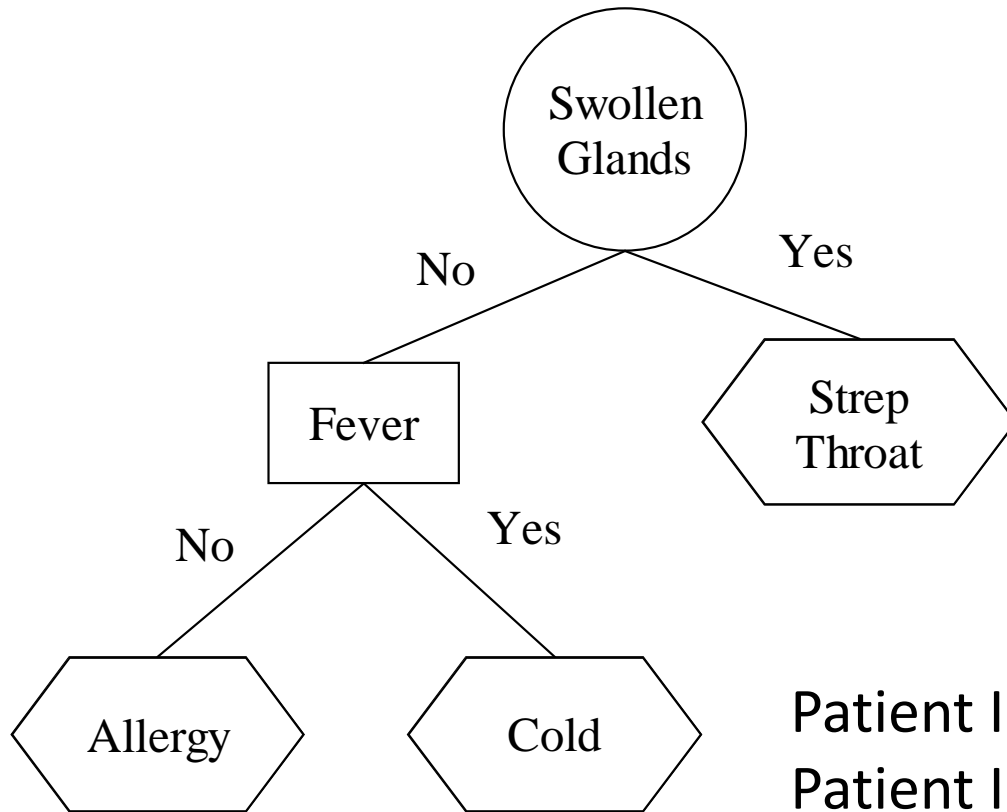 Swollen
Glands
No
Yes
Fever
Strep
Throat
No
Yes
Allergy
Cold
Patient I
Patient I